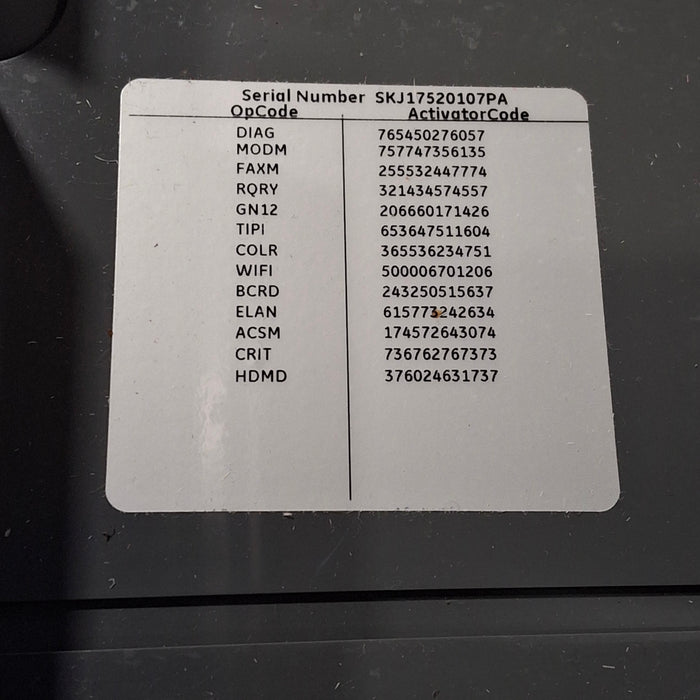 Serial Number SKJ17520107PA
OpCode ActivatorCode
DIAG 765450276057
MODM 757747356135
FAXM 255532447774
RQRY 321434574557
GN12 206660171426
TIPI 653647511604
COLR 365536234751
WIFI 500006701206
BCRD 243250515637
ELAN 615773242634
ACSM 174572643074
CRIT 736762767373
HDMD 376024631737